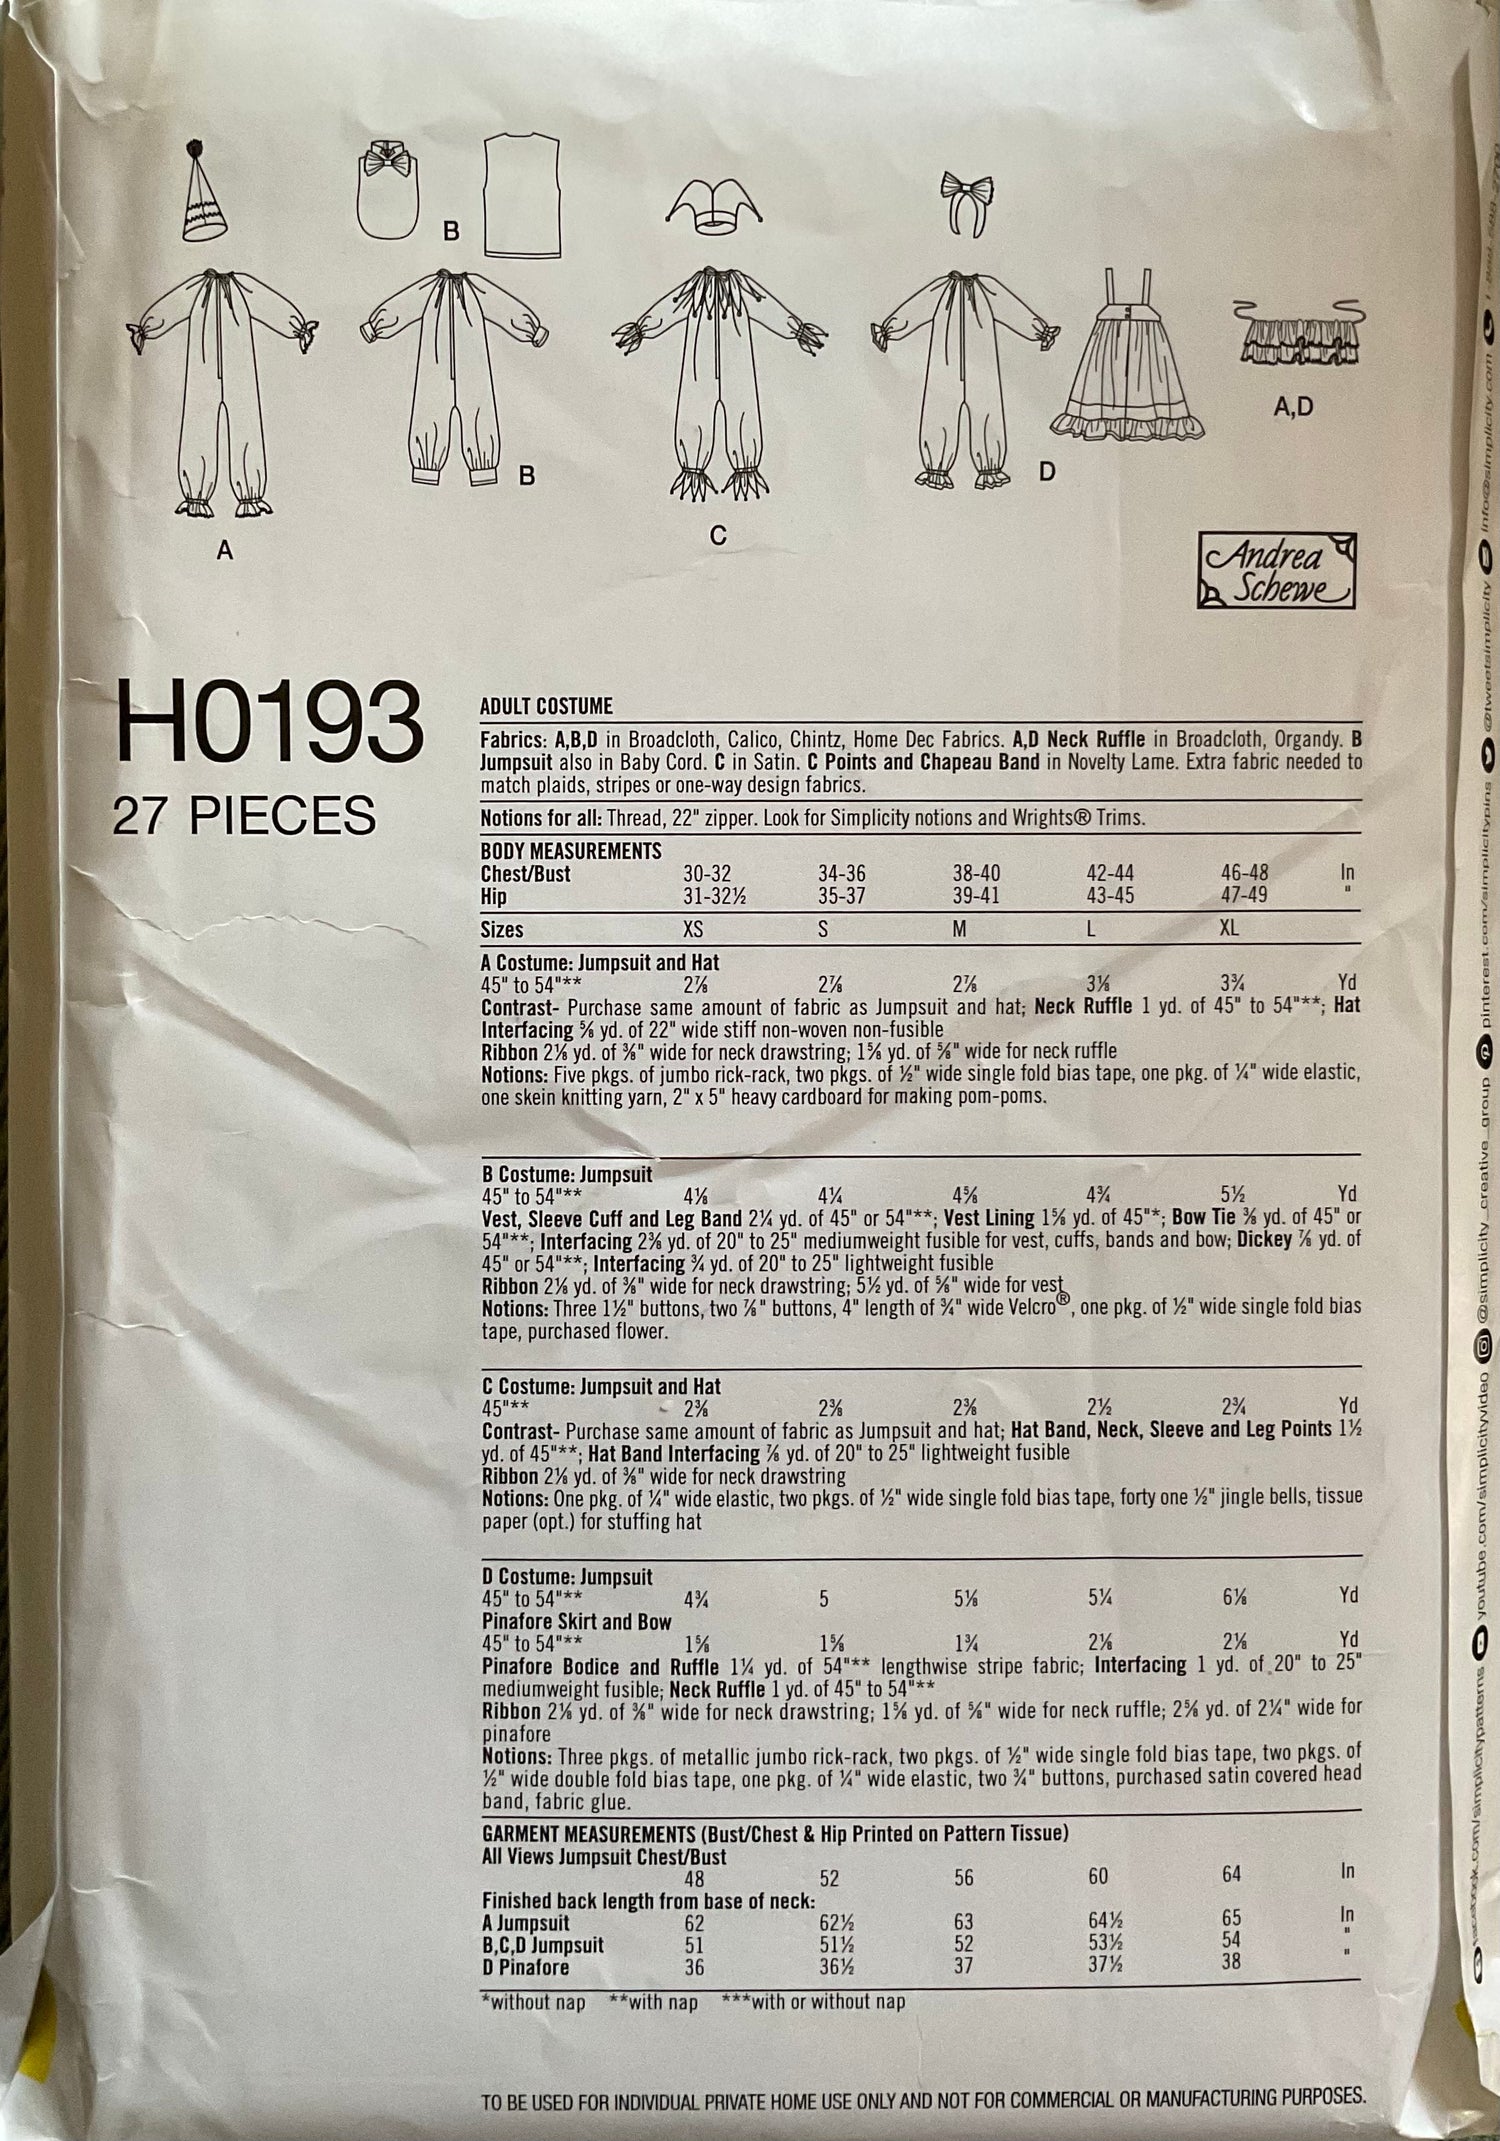 B
A,D
B
D
C
A
Andrea
Schewe
H0193
27 PIECES
ADULT COSTUME
Fabrics: A,B,D in Broadcloth, Calico, Chintz, Home Dec Fabrics. A,D Neck Ruffle in Broadcloth, Organdy. B
Jumpsuit also in Baby Cord. C in Satin. C Points and Chapeau Band in Novelty Lame. Extra fabric needed to
match plaids, stripes or one-way design fabrics.
Notions for all: Thread, 22" zipper. Look for Simplicity notions and Wrights® Trims.
BODY MEASUREMENTS
Chest/Bust 30-32 34-36 38-40 42-44 46-48 In
Hip 31-32½ 35-37 39-41 43-45 47-49 "
Sizes XS S M L XL
A Costume: Jumpsuit and Hat
45" to 54"** 2⅞ 2⅞ 2⅞ 3⅛ 3¾ Yd
Contrast- Purchase same amount of fabric as Jumpsuit and hat; Neck Ruffle 1 yd. of 45" to 54"**; Hat
Interfacing ⅝ yd. of 22" wide stiff non-woven non-fusible
Ribbon 2⅛ yd. of ⅜" wide for neck drawstring; 1⅝ yd. of ⅝" wide for neck ruffle
Notions: Five pkgs. of jumbo rick-rack, two pkgs. of ½" wide single fold bias tape, one pkg. of ¼" wide elastic,
one skein knitting yarn, 2" x 5" heavy cardboard for making pom-poms.
B Costume: Jumpsuit
45" to 54"** 4⅛ 4¼ 4⅝ 4¾ 5½ Yd
Vest, Sleeve Cuff and Leg Band 2¼ yd. of 45" or 54"**; Vest Lining 1⅝ yd. of 45"*; Bow Tie ⅜ yd. of 45" or
54"**; Interfacing 2⅜ yd. of 20" to 25" mediumweight fusible for vest, cuffs, bands and bow; Dickey ⅞ yd. of
45" or 54"**; Interfacing ¾ yd. of 20" to 25" lightweight fusible
Ribbon 2⅛ yd. of ⅜" wide for neck drawstring; 5½ yd. of ⅝" wide for vest
Notions: Three 1½" buttons, two ⅞" buttons, 4" length of ¾" wide Velcro®, one pkg. of ½" wide single fold bias
tape, purchased flower.
C Costume: Jumpsuit and Hat
45"** 2⅜ 2⅜ 2⅜ 2½ 2¾ Yd
Contrast- Purchase same amount of fabric as Jumpsuit and hat; Hat Band, Neck, Sleeve and Leg Points 1½
yd. of 45"**; Hat Band Interfacing ⅞ yd. of 20" to 25" lightweight fusible
Ribbon 2⅛ yd. of ⅜" wide for neck drawstring
Notions: One pkg. of ¼" wide elastic, two pkgs. of ½" wide single fold bias tape, forty one ½" jingle bells, tissue
paper (opt.) for stuffing hat
D Costume: Jumpsuit
45" to 54"** 4¾ 5 5⅛ 5¼ 6⅛ Yd
Pinafore Skirt and Bow
45" to 54"** 1⅝ 1⅝ 1¾ 2⅛ 2⅛ Yd
Pinafore Bodice and Ruffle 1¼ yd. of 54"** lengthwise stripe fabric; Interfacing 1 yd. of 20" to 25"
mediumweight fusible; Neck Ruffle 1 yd. of 45" to 54"**
Ribbon 2⅛ yd. of ⅜" wide for neck drawstring; 1⅝ yd. of ⅝" wide for neck ruffle; 2⅝ yd. of 2¼" wide for
pinafore
Notions: Three pkgs. of metallic jumbo rick-rack, two pkgs. of ½" wide single fold bias tape, two pkgs. of
½" wide double fold bias tape, one pkg. of ¼" wide elastic, two ¾" buttons, purchased satin covered head
band, fabric glue.
GARMENT MEASUREMENTS (Bust/Chest & Hip Printed on Pattern Tissue)
All Views Jumpsuit Chest/Bust
48 52 56 60 64 In
Finished back length from base of neck:
A Jumpsuit 62 62½ 63 64½ 65 In
B,C,D Jumpsuit 51 51½ 52 53½ 54 "
D Pinafore 36 36½ 37 37½ 38 "
*without nap **with nap ***with or without nap
TO BE USED FOR INDIVIDUAL PRIVATE HOME USE ONLY AND NOT FOR COMMERCIAL OR MANUFACTURING PURPOSES.
facebook.com/simplicitypatterns youtube.com/simplicityvideo @simplicity_creative_group pinterest.com/simplicitypins @tweetsimplicity info@simplicity.com